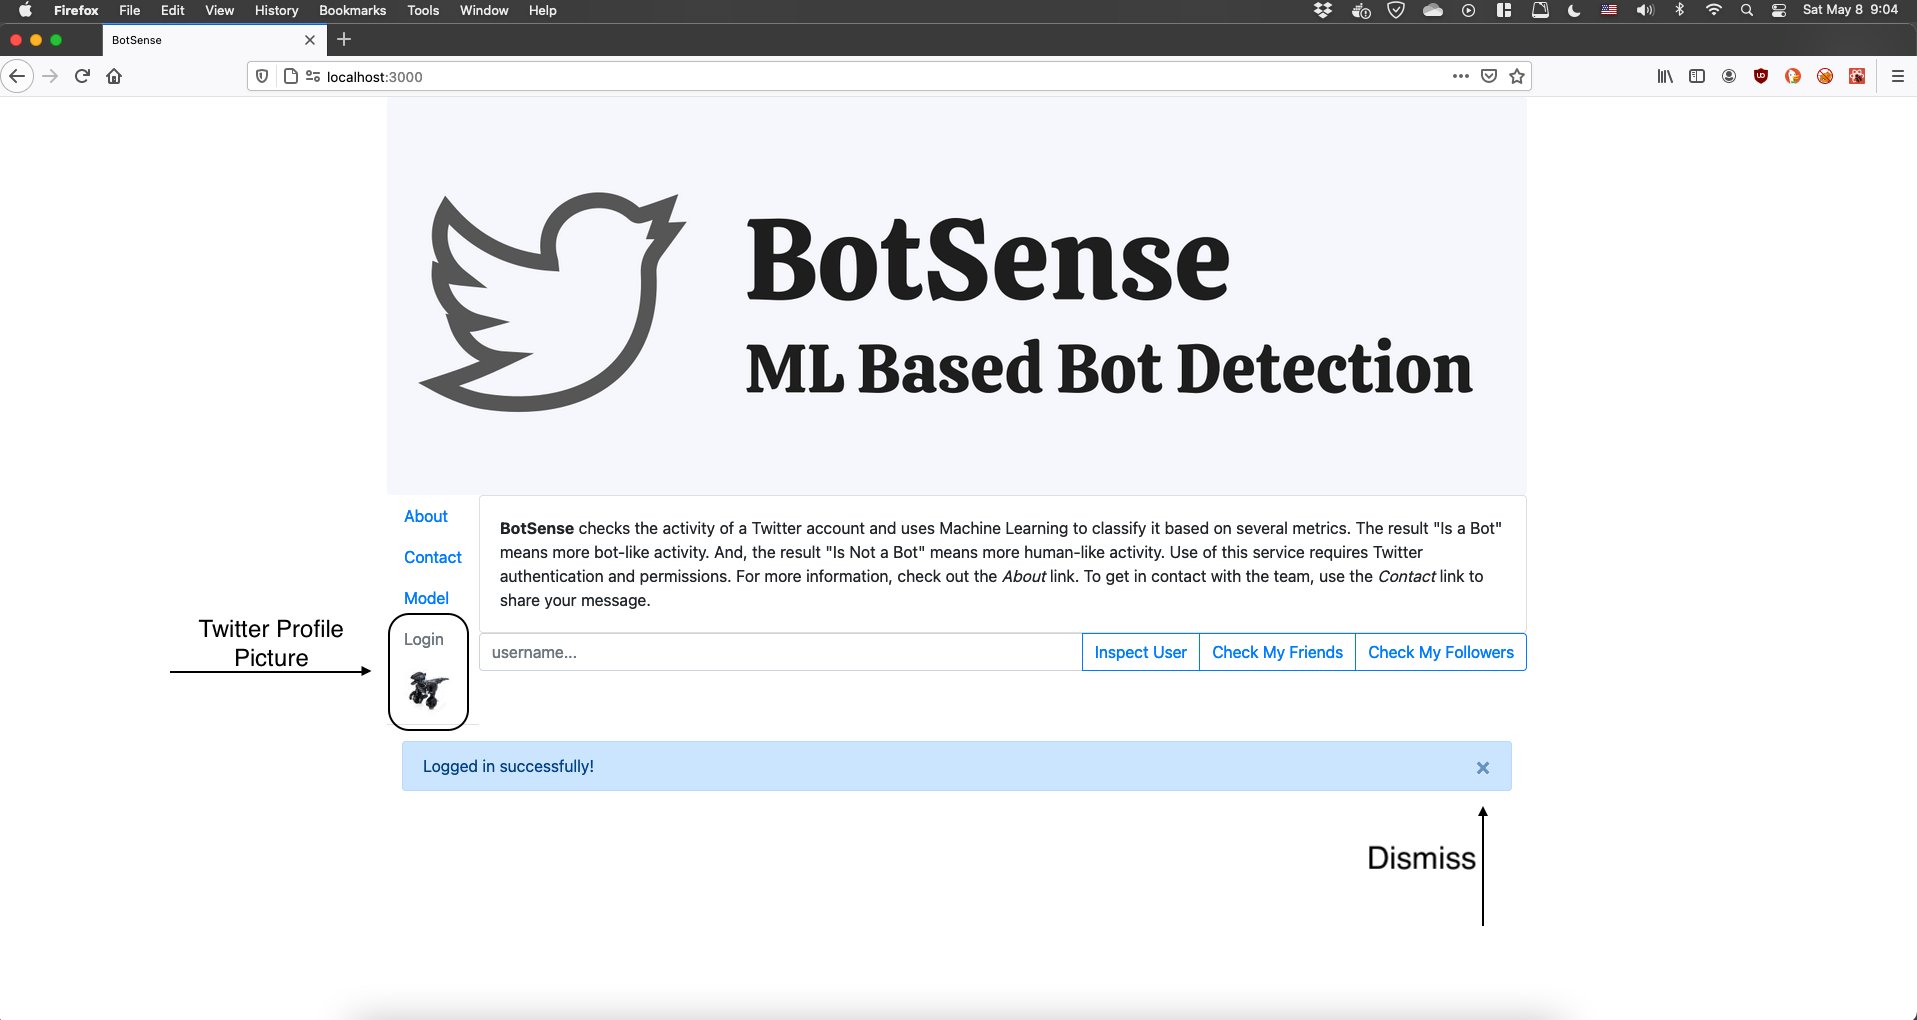 Firefox File Edit View History Bookmarks Tools Window Help Sat May 8 9:04
BotSense
localhost:3000
BotSense
ML Based Bot Detection
About
Contact
Model
Login
BotSense checks the activity of a Twitter account and uses Machine Learning to classify it based on several metrics. The result "Is a Bot"
means more bot-like activity. And, the result "Is Not a Bot" means more human-like activity. Use of this service requires Twitter
authentication and permissions. For more information, check out the About link. To get in contact with the team, use the Contact link to
share your message.
username...
Inspect User Check My Friends Check My Followers
Twitter Profile
Picture
Logged in successfully!
Dismiss